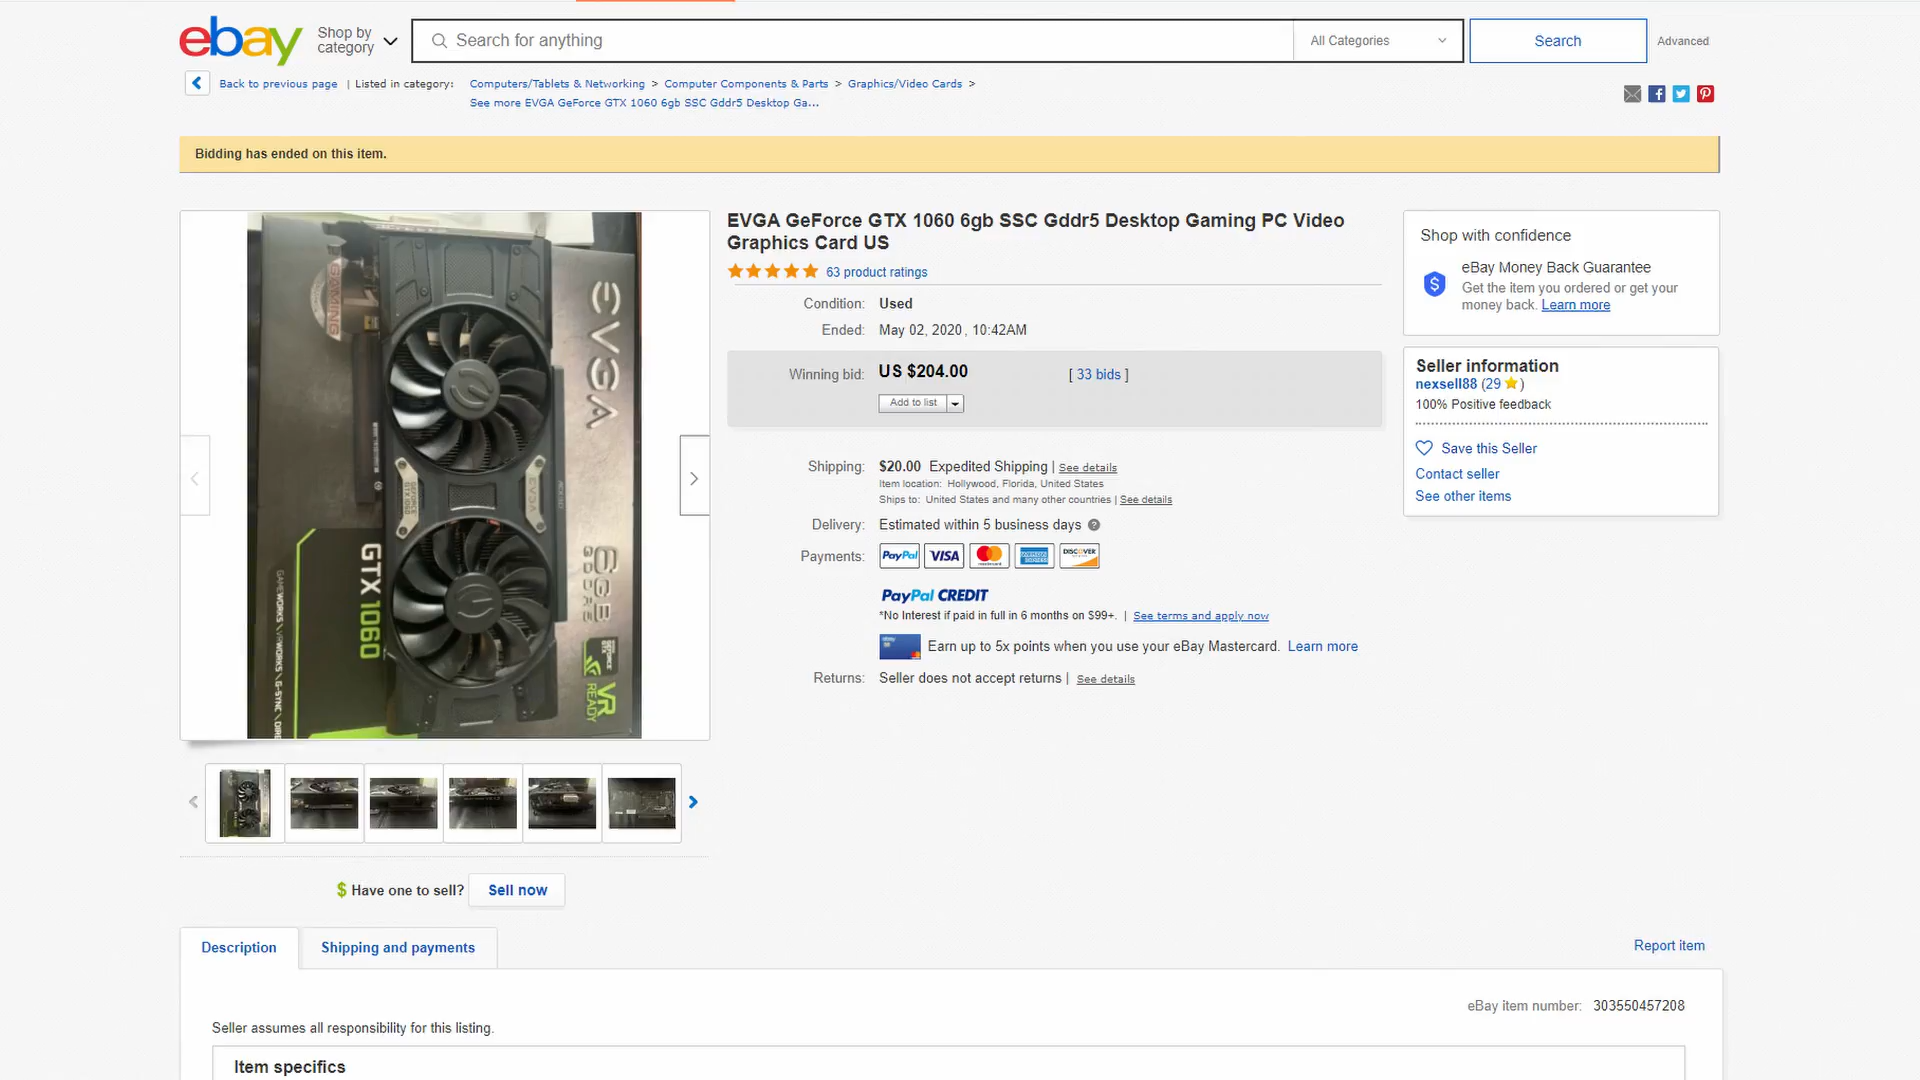 ebay
Shop by
category
Search for anything
All Categories
Search
Advanced
Back to previous page | Listed in category: Computers/Tablets & Networking > Computer Components & Parts > Graphics/Video Cards >
See more EVGA GeForce GTX 1060 6gb SSC Gddr5 Desktop Ga...
Bidding has ended on this item.
GAMING
EVGA
GTX 1060
6GB
GDDR5
VR
READY
GAMEWORKS / VRWORKS / G-SYNC / DIRE
EVGA GeForce GTX 1060 6gb SSC Gddr5 Desktop Gaming PC Video
Graphics Card US
63 product ratings
Condition: Used
Ended: May 02, 2020 , 10:42AM
Winning bid: US $204.00 [ 33 bids ]
Add to list
Shipping: $20.00 Expedited Shipping | See details
Item location: Hollywood, Florida, United States
Ships to: United States and many other countries | See details
Delivery: Estimated within 5 business days
Payments: PayPal VISA mastercard AMERICAN EXPRESS DISCOVER
PayPal CREDIT
*No Interest if paid in full in 6 months on $99+. | See terms and apply now
Earn up to 5x points when you use your eBay Mastercard. Learn more
Returns: Seller does not accept returns | See details
Shop with confidence
eBay Money Back Guarantee
Get the item you ordered or get your
money back. Learn more
Seller information
nexsell88 (29)
100% Positive feedback
Save this Seller
Contact seller
See other items
$ Have one to sell? Sell now
Description
Shipping and payments
Report item
eBay item number: 303550457208
Seller assumes all responsibility for this listing.
Item specifics